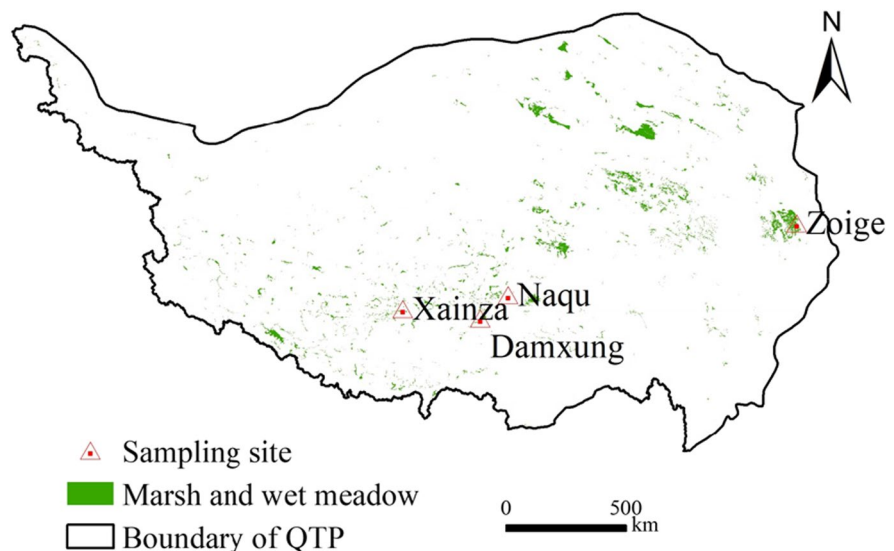 N
Zoige
Naqu
Xainza
Damxung
Sampling site
Marsh and wet meadow
Boundary of QTP
0 500
km